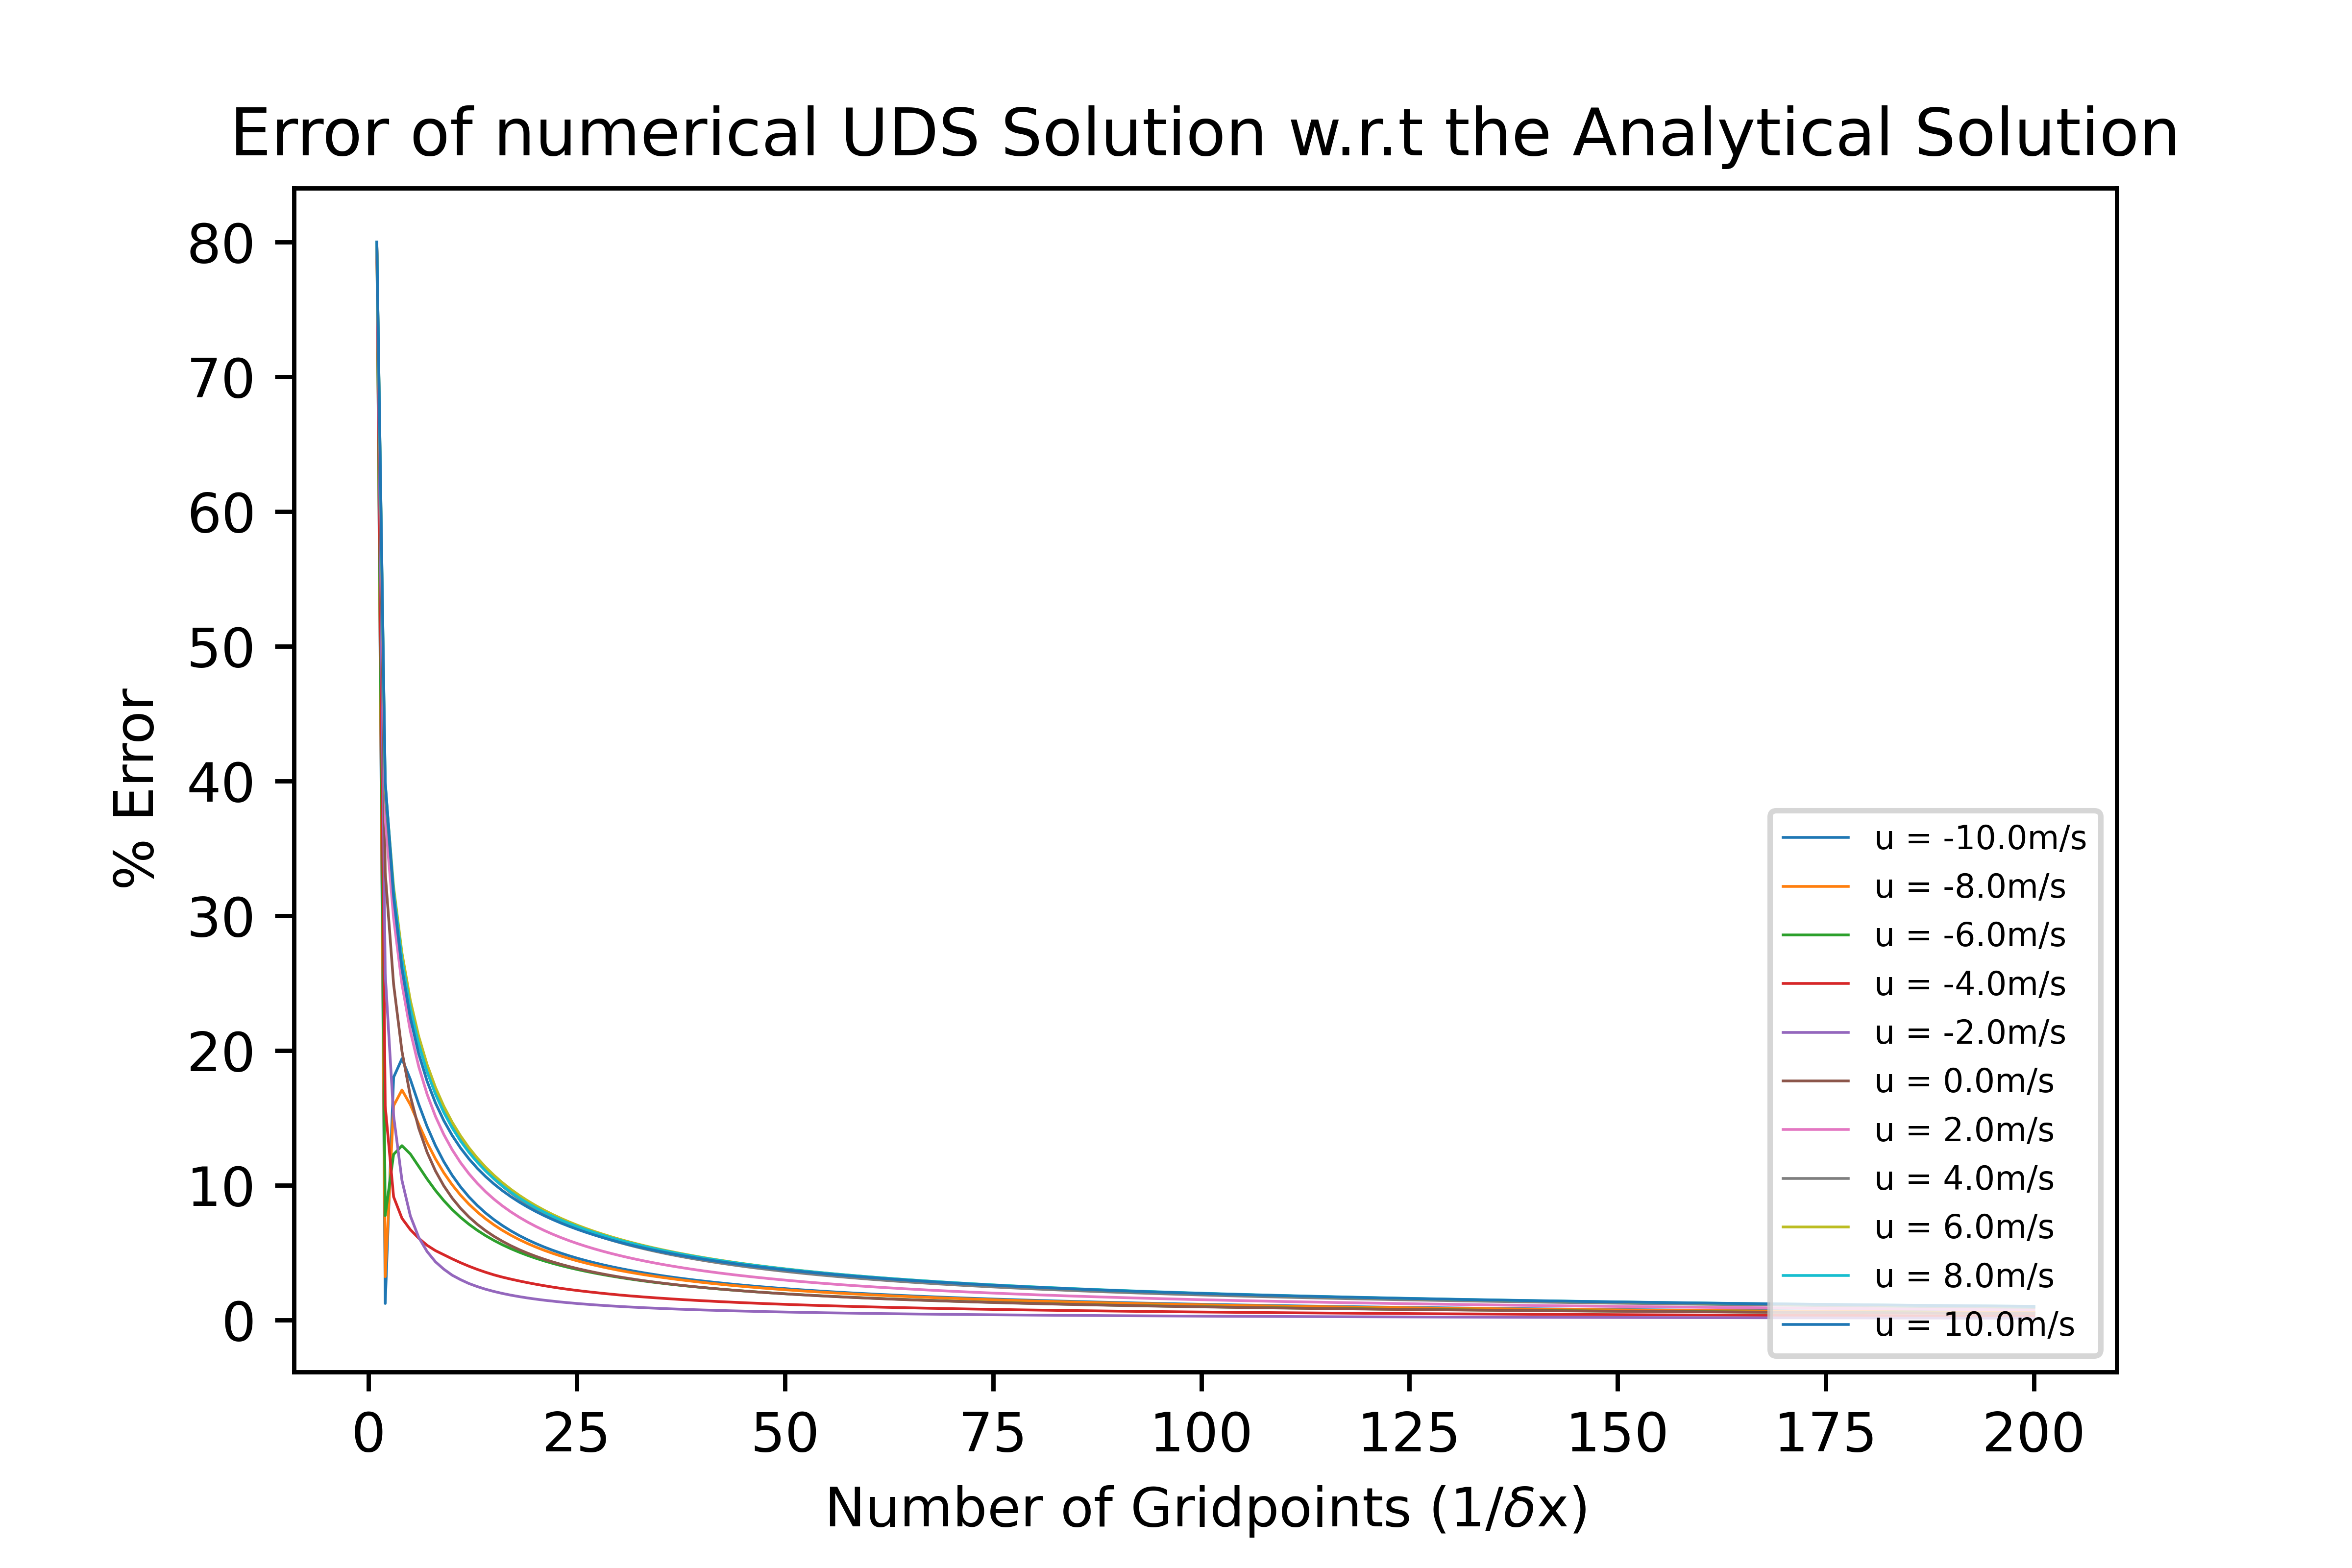 Error of numerical UDS Solution w.r.t the Analytical Solution
80
70
60
50
40
30
20
10
0
% Error
u = -10.0m/s
u = -8.0m/s
u = -6.0m/s
u = -4.0m/s
u = -2.0m/s
u = 0.0m/s
u = 2.0m/s
u = 4.0m/s
u = 6.0m/s
u = 8.0m/s
u = 10.0m/s
0 25 50 75 100 125 150 175 200
Number of Gridpoints (1/δx)